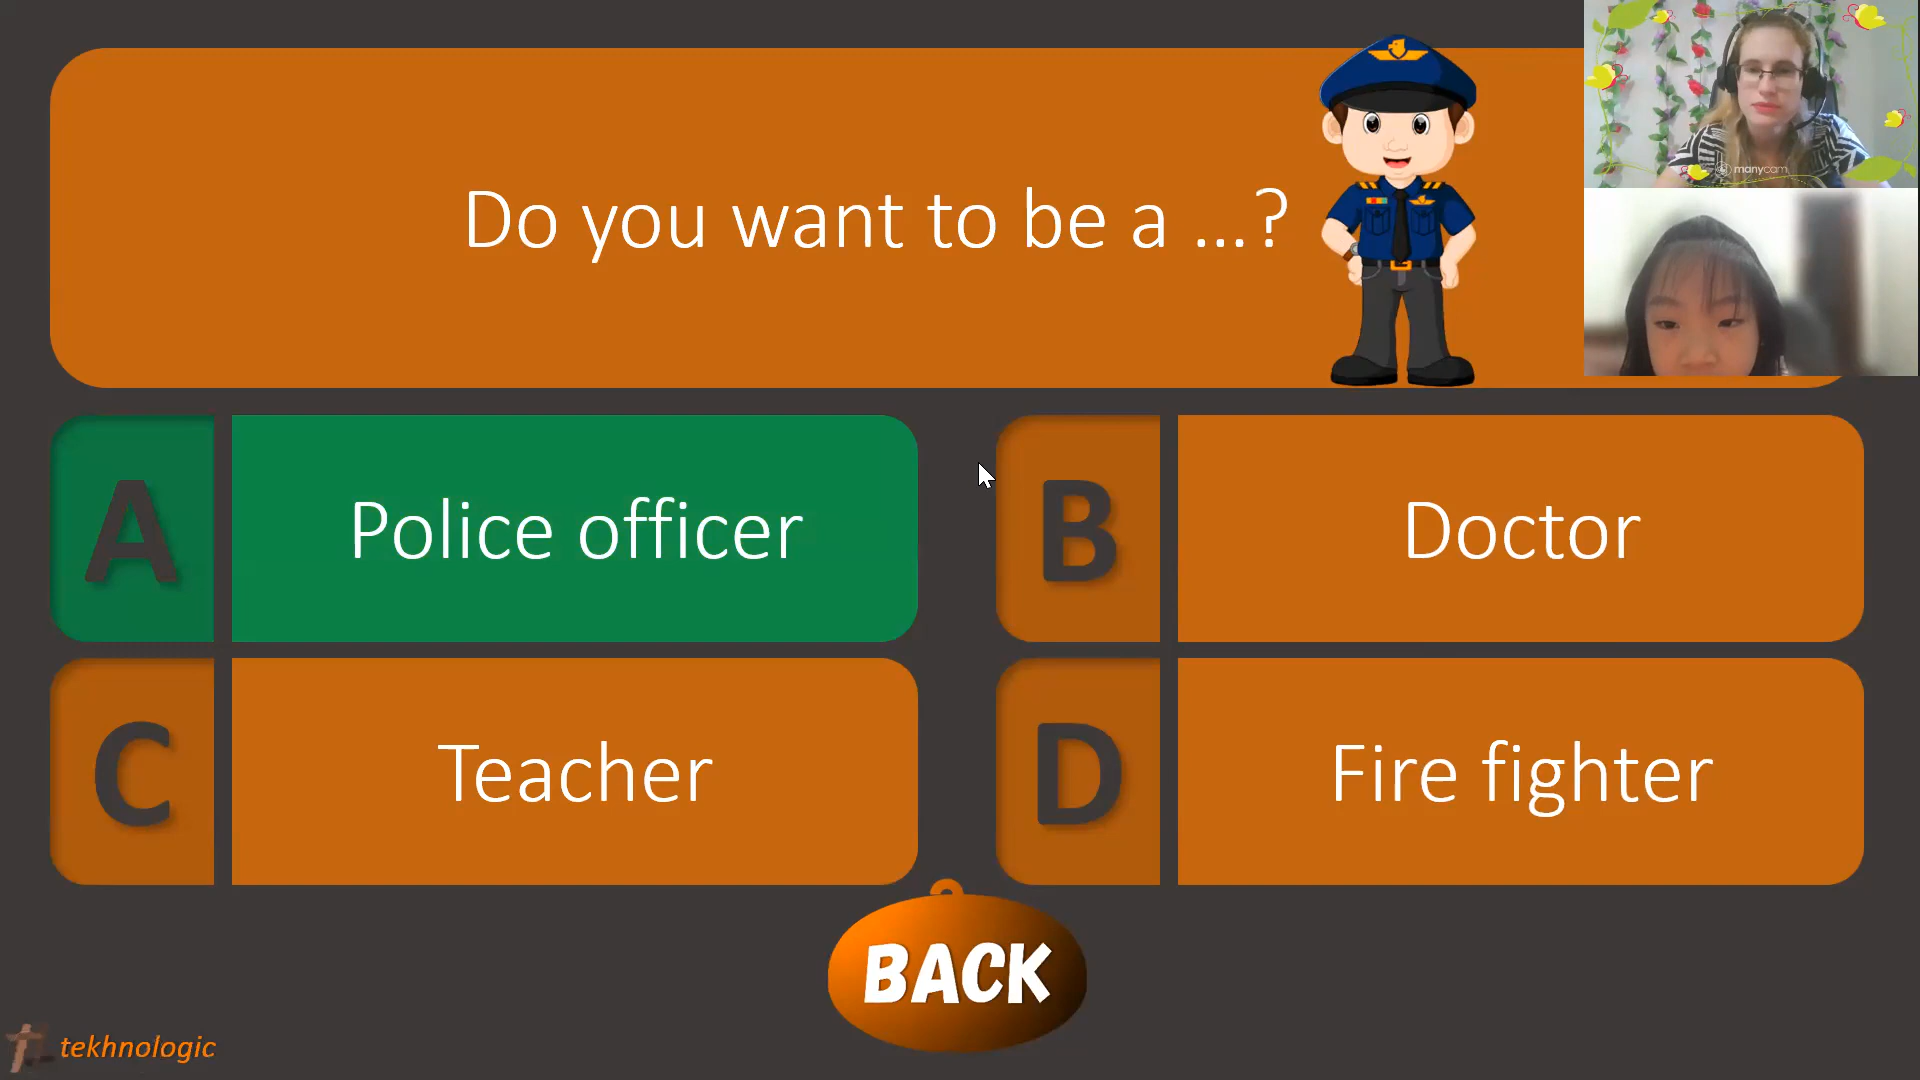 Do you want to be a ...?
A
Police officer
B
Doctor
C
Teacher
D
Fire fighter
BACK
tekhnologic
manycam